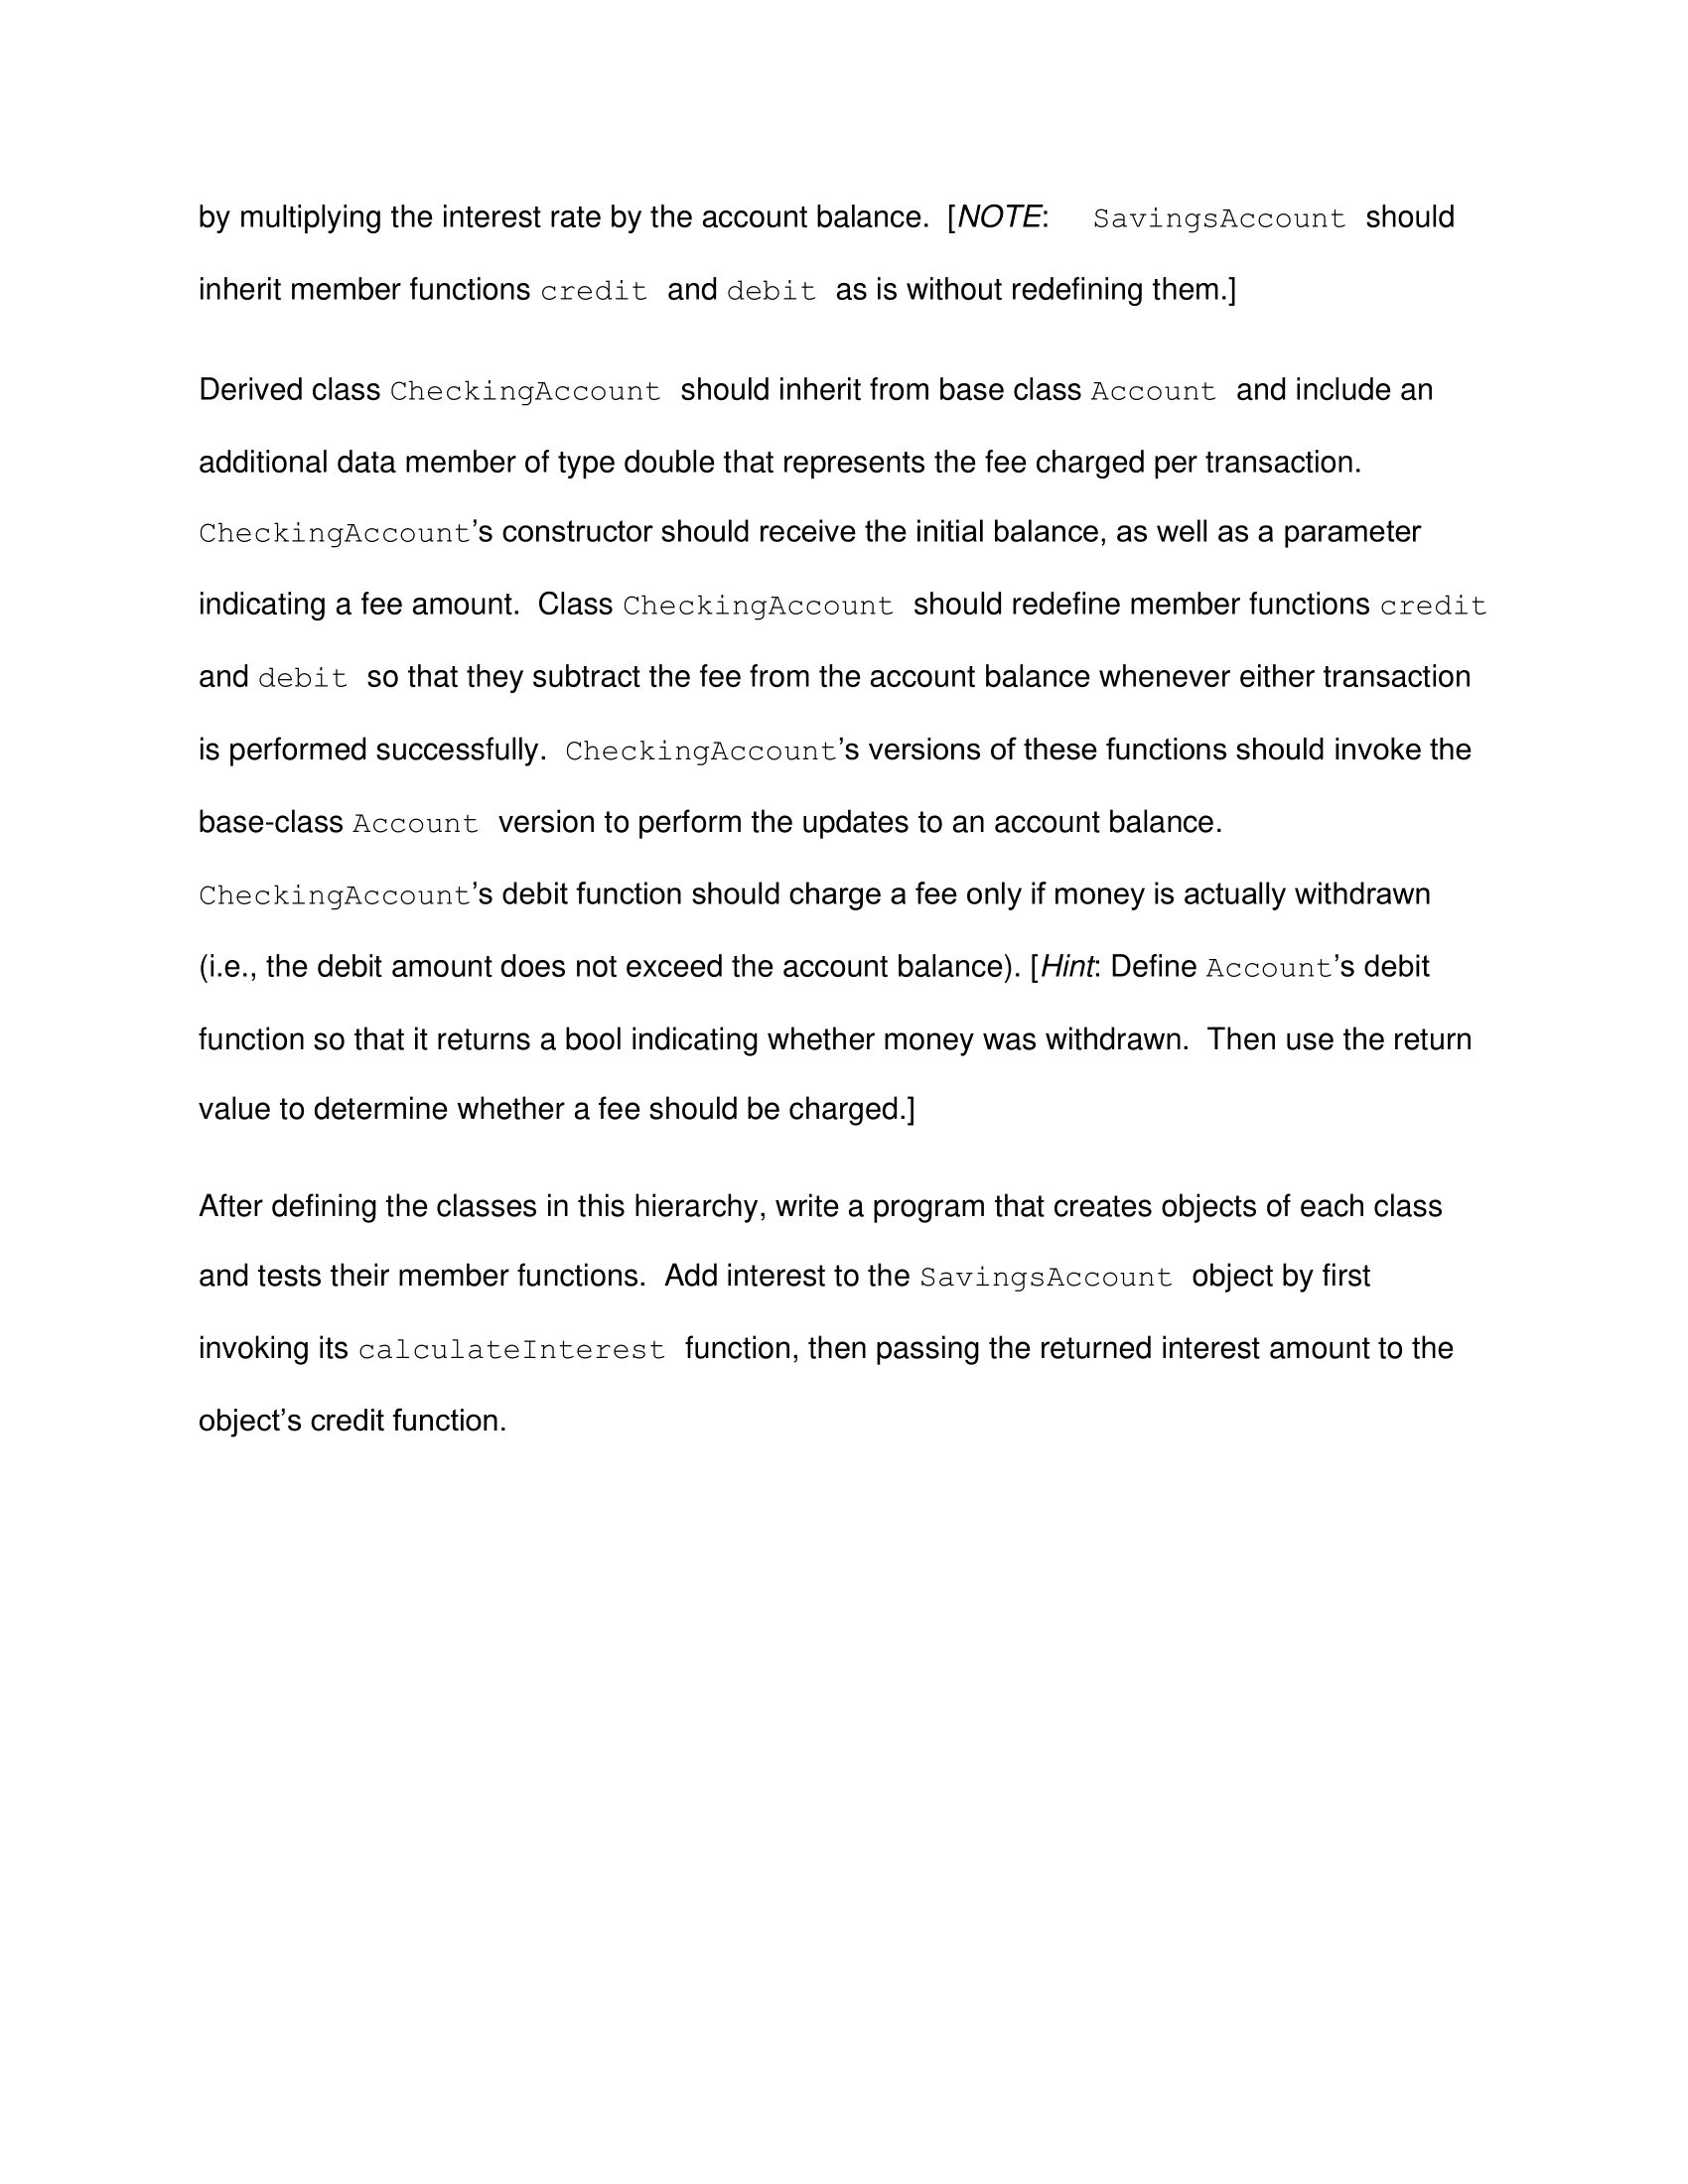 by multiplying the interest rate by the account balance.  [NOTE:    SavingsAccount should
inherit member functions credit and debit as is without redefining them.]
Derived class CheckingAccount should inherit from base class Account and include an
additional data member of type double that represents the fee charged per transaction.
CheckingAccount’s constructor should receive the initial balance, as well as a parameter
indicating a fee amount.  Class CheckingAccount should redefine member functions credit
and debit so that they subtract the fee from the account balance whenever either transaction
is performed successfully.  CheckingAccount’s versions of these functions should invoke the
base-class Account version to perform the updates to an account balance.
CheckingAccount’s debit function should charge a fee only if money is actually withdrawn
(i.e., the debit amount does not exceed the account balance). [Hint: Define Account’s debit
function so that it returns a bool indicating whether money was withdrawn.  Then use the return
value to determine whether a fee should be charged.]
After defining the classes in this hierarchy, write a program that creates objects of each class
and tests their member functions.  Add interest to the SavingsAccount object by first
invoking its calculateInterest function, then passing the returned interest amount to the
object’s credit function.